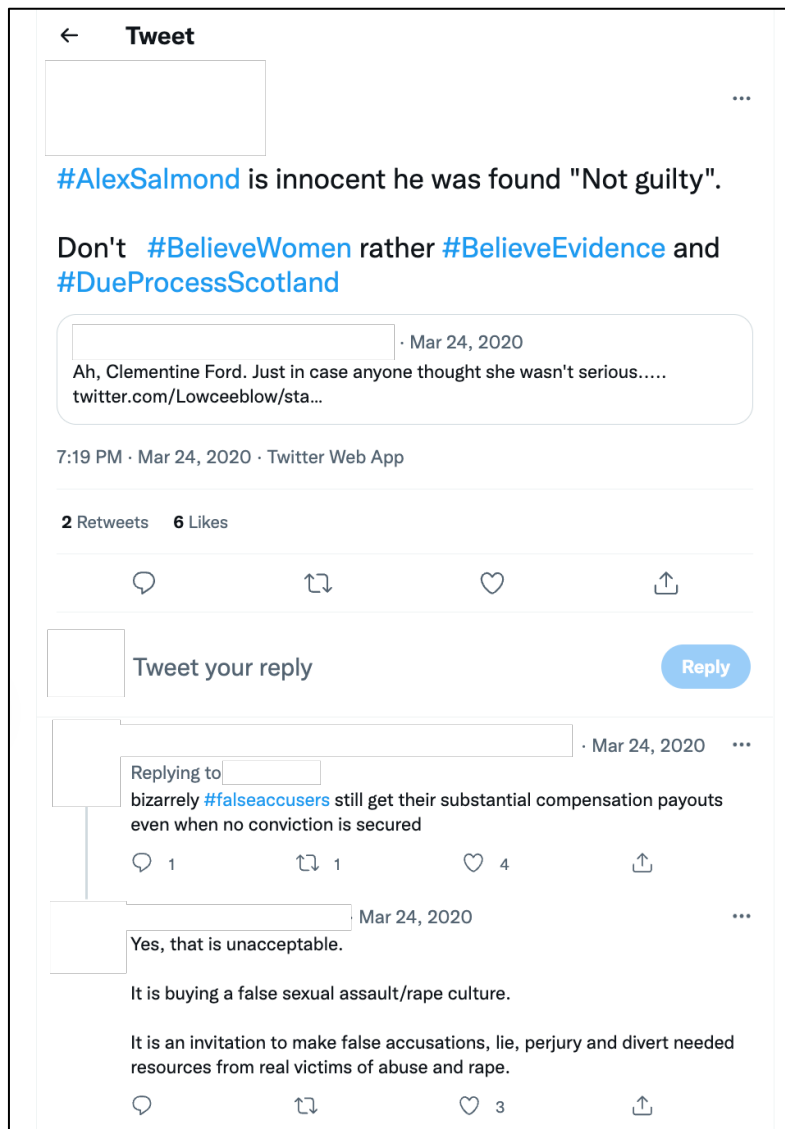 Tweet
#AlexSalmond is innocent he was found "Not guilty".
Don't #BelieveWomen rather #BelieveEvidence and
#DueProcessScotland
· Mar 24, 2020
Ah, Clementine Ford. Just in case anyone thought she wasn't serious.....
twitter.com/Lowceeblow/sta...
7:19 PM · Mar 24, 2020 · Twitter Web App
2 Retweets 6 Likes
Tweet your reply
Reply
· Mar 24, 2020
Replying to
bizarrely #falseaccusers still get their substantial compensation payouts
even when no conviction is secured
1 1 4
· Mar 24, 2020
Yes, that is unacceptable.
It is buying a false sexual assault/rape culture.
It is an invitation to make false accusations, lie, perjury and divert needed
resources from real victims of abuse and rape.
3